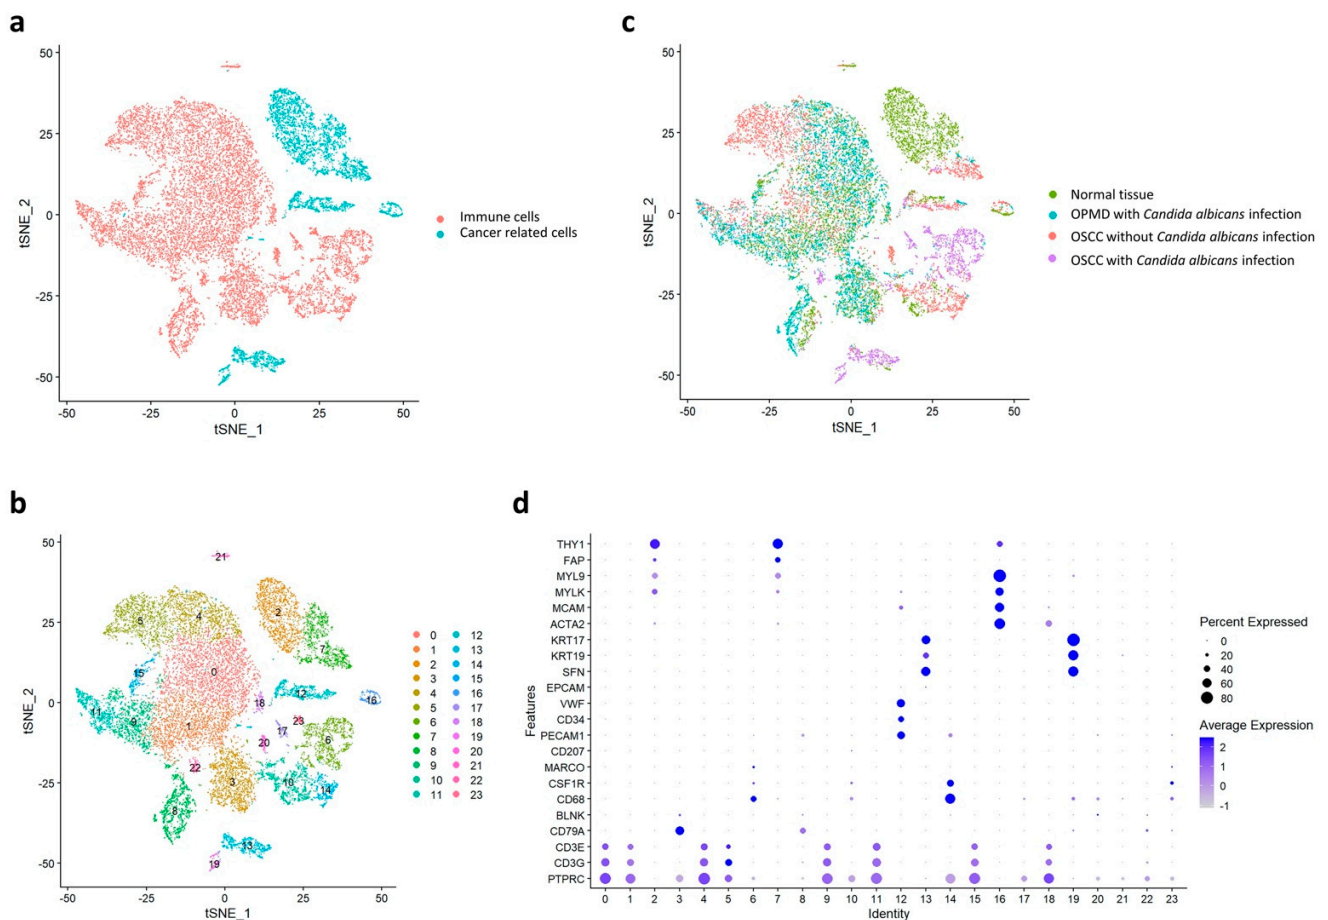 a
50
25
0
-25
-50
tSNE_2
-50
-25
0
25
50
tSNE_1
Immune cells
Cancer related cells
c
50
25
0
-25
-50
tSNE_2
-50
-25
0
25
50
tSNE_1
Normal tissue
OPMD with Candida albicans infection
OSCC without Candida albicans infection
OSCC with Candida albicans infection
b
50
25
0
-25
-50
tSNE_2
-50
-25
0
25
50
tSNE_1
21
5
4
2
7
15
0
12
16
18
11
9
1
23
17
6
20
22
3
10
14
8
13
19
0 12
1 13
2 14
3 15
4 16
5 17
6 18
7 19
8 20
9 21
10 22
11 23
d
Features
THY1
FAP
MYL9
MYLK
MCAM
ACTA2
KRT17
KRT19
SFN
EPCAM
VWF
CD34
PECAM1
CD207
MARCO
CSF1R
CD68
BLNK
CD79A
CD3E
CD3G
PTPRC
0 1 2 3 4 5 6 7 8 9 10 11 12 13 14 15 16 17 18 19 20 21 22 23
Identity
Percent Expressed
0
20
40
60
80
Average Expression
2
1
0
-1